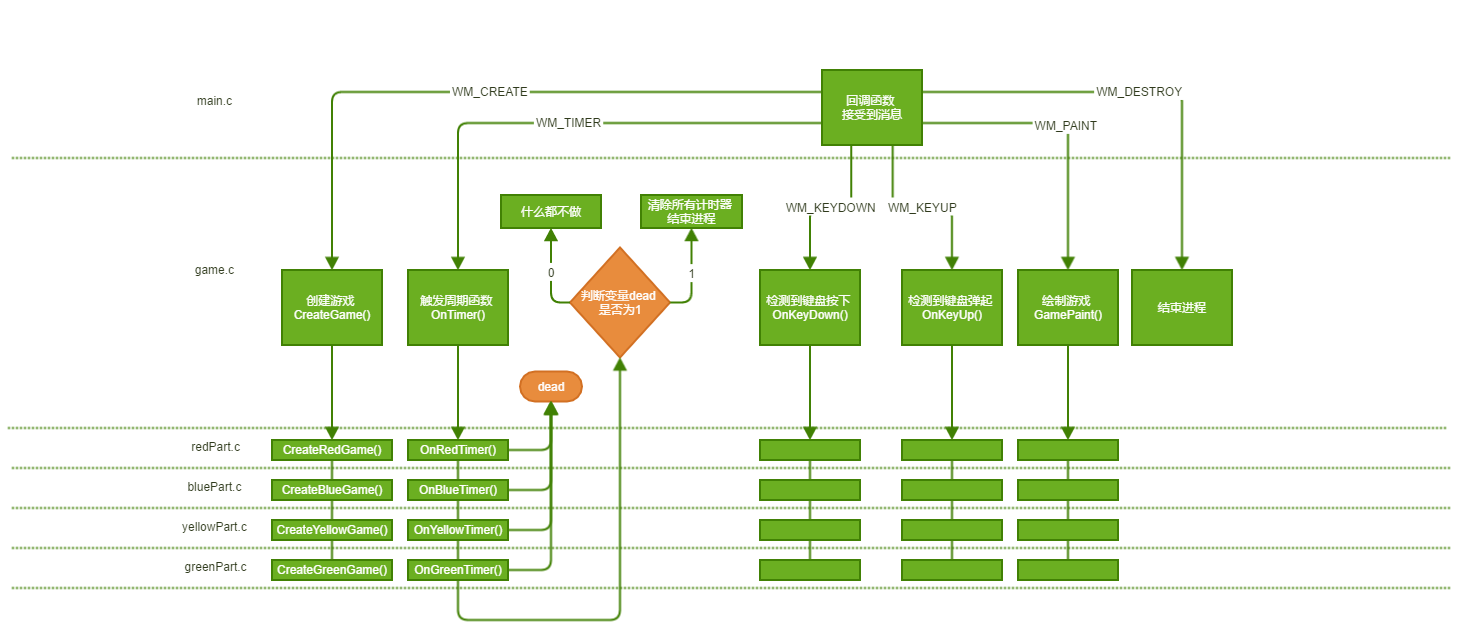 main.c
WM_CREATE
回调函数
接受到消息
WM_DESTROY
WM_TIMER
WM_PAINT
什么都不做
清除所有计时器
结束进程
WM_KEYDOWN
WM_KEYUP
game.c
0
1
创建游戏
CreateGame()
触发周期函数
OnTimer()
判断变量dead
是否为1
检测到键盘按下
OnKeyDown()
检测到键盘弹起
OnKeyUp()
绘制游戏
GamePaint()
结束进程
dead
redPart.c
CreateRedGame()
OnRedTimer()
bluePart.c
CreateBlueGame()
OnBlueTimer()
yellowPart.c
CreateYellowGame()
OnYellowTimer()
greenPart.c
CreateGreenGame()
OnGreenTimer()